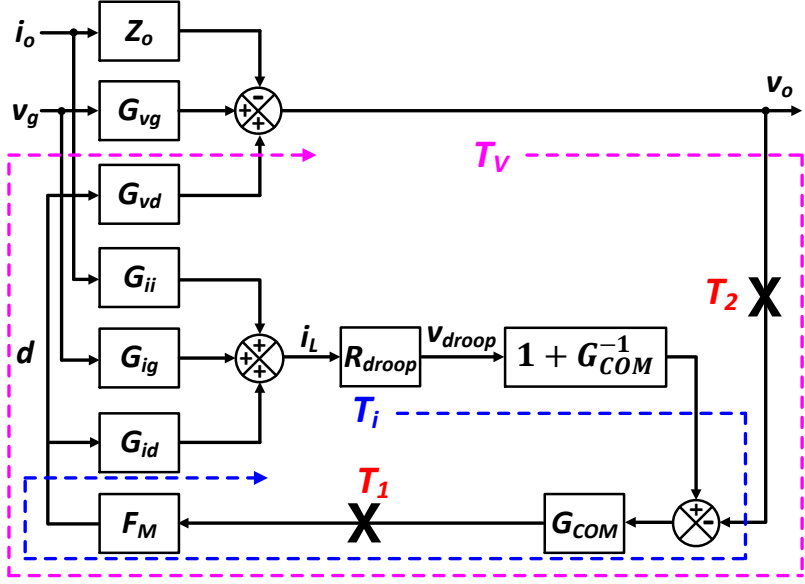 i_o
Z_o
v_g
G_vg
- + +
v_o
T_V
G_vd
G_ii
T_2
d
G_ig
+ + +
i_L
R_droop
v_droop
1 + G_COM^-1
T_i
G_id
T_1
F_M
G_COM
+ -